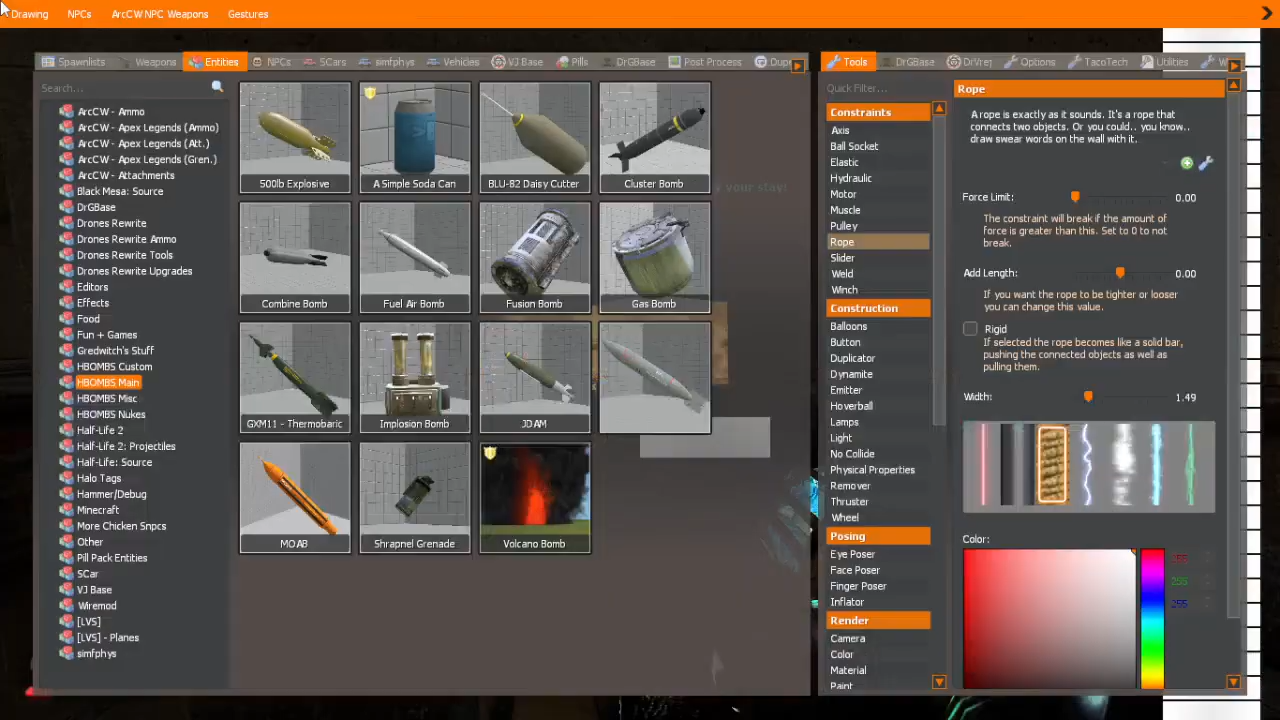 Drawing
NPCs
ArcCW NPC Weapons
Gestures
Spawnlists
Weapons
Entities
NPCs
SCars
simfphys
Vehicles
VJ Base
Pills
DrGBase
Post Process
Dup
Search...
ArcCW - Ammo
ArcCW - Apex Legends (Ammo)
ArcCW - Apex Legends (Att.)
ArcCW - Apex Legends (Gren.)
ArcCW - Attachments
Black Mesa: Source
DrGBase
Drones Rewrite
Drones Rewrite Ammo
Drones Rewrite Tools
Drones Rewrite Upgrades
Editors
Effects
Food
Fun + Games
Gredwitch's Stuff
HBOMBS Custom
HBOMBS Main
HBOMBS Misc
HBOMBS Nukes
Half-Life 2
Half-Life 2: Projectiles
Half-Life: Source
Halo Tags
Hammer/Debug
Minecraft
More Chicken Snpcs
Other
Pill Pack Entities
SCar
VJ Base
Wiremod
[LVS]
[LVS] - Planes
simfphys
500lb Explosive
A Simple Soda Can
BLU-82 Daisy Cutter
Cluster Bomb
your stay!
Combine Bomb
Fuel Air Bomb
Fusion Bomb
Gas Bomb
GXM11 - Thermobaric
Implosion Bomb
JDAM
MOAB
Shrapnel Grenade
Volcano Bomb
Tools
DrGBase
DrVrej
Options
TacoTech
Utilities
W
Quick Filter...
Constraints
Axis
Ball Socket
Elastic
Hydraulic
Motor
Muscle
Pulley
Rope
Slider
Weld
Winch
Construction
Balloons
Button
Duplicator
Dynamite
Emitter
Hoverball
Lamps
Light
No Collide
Physical Properties
Remover
Thruster
Wheel
Posing
Eye Poser
Face Poser
Finger Poser
Inflator
Render
Camera
Color
Material
Paint
Rope
A rope is exactly as it sounds. It's a rope that
connects two objects. Or you could.. you know..
draw swear words on the wall with it.
Force Limit:
0.00
The constraint will break if the amount of
force is greater than this. Set to 0 to not
break.
Add Length:
0.00
If you want the rope to be tighter or looser
you can change this value.
Rigid
If selected the rope becomes like a solid bar,
pushing the connected objects as well as
pulling them.
Width:
1.49
Color:
255
255
255